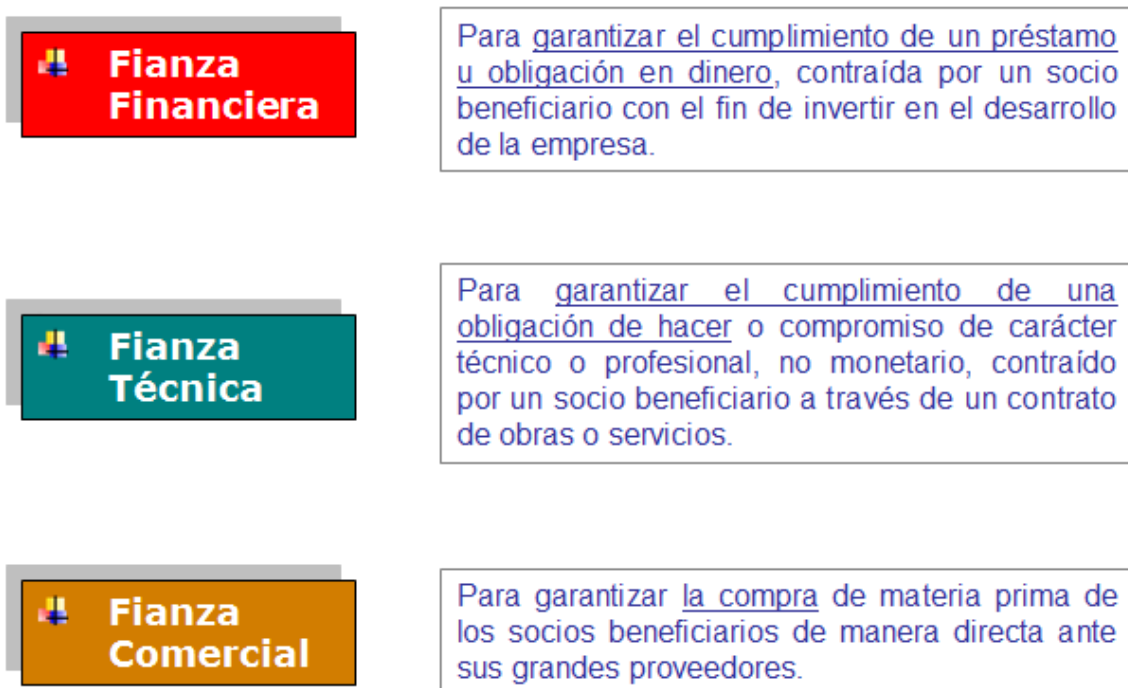 Fianza
Financiera
Para garantizar el cumplimiento de un préstamo
u obligación en dinero, contraída por un socio
beneficiario con el fin de invertir en el desarrollo
de la empresa.
Fianza
Técnica
Para garantizar el cumplimiento de una
obligación de hacer o compromiso de carácter
técnico o profesional, no monetario, contraído
por un socio beneficiario a través de un contrato
de obras o servicios.
Fianza
Comercial
Para garantizar la compra de materia prima de
los socios beneficiarios de manera directa ante
sus grandes proveedores.